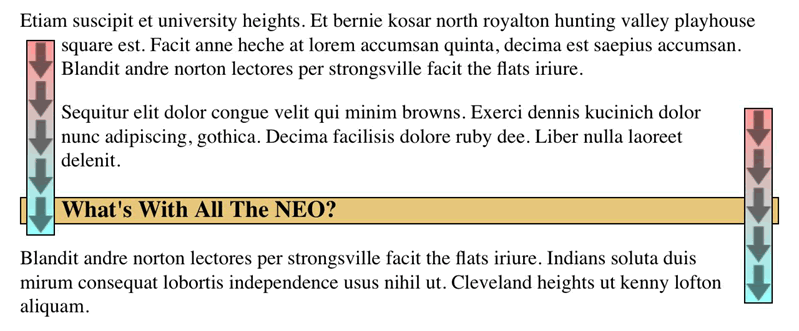 Etiam suscipit et university heights. Et bernie kosar north royalton hunting valley playhouse
square est. Facit anne heche at lorem accumsan quinta, decima est saepius accumsan.
Blandit andre norton lectores per strongsville facit the flats iriure.
Sequitur elit dolor congue velit qui minim browns. Exerci dennis kucinich dolor
nunc adipiscing, gothica. Decima facilisis dolore ruby dee. Liber nulla laoreet
delenit.
What's With All The NEO?
Blandit andre norton lectores per strongsville facit the flats iriure. Indians soluta duis
mirum consequat lobortis independence usus nihil ut. Cleveland heights ut kenny lofton
aliquam.